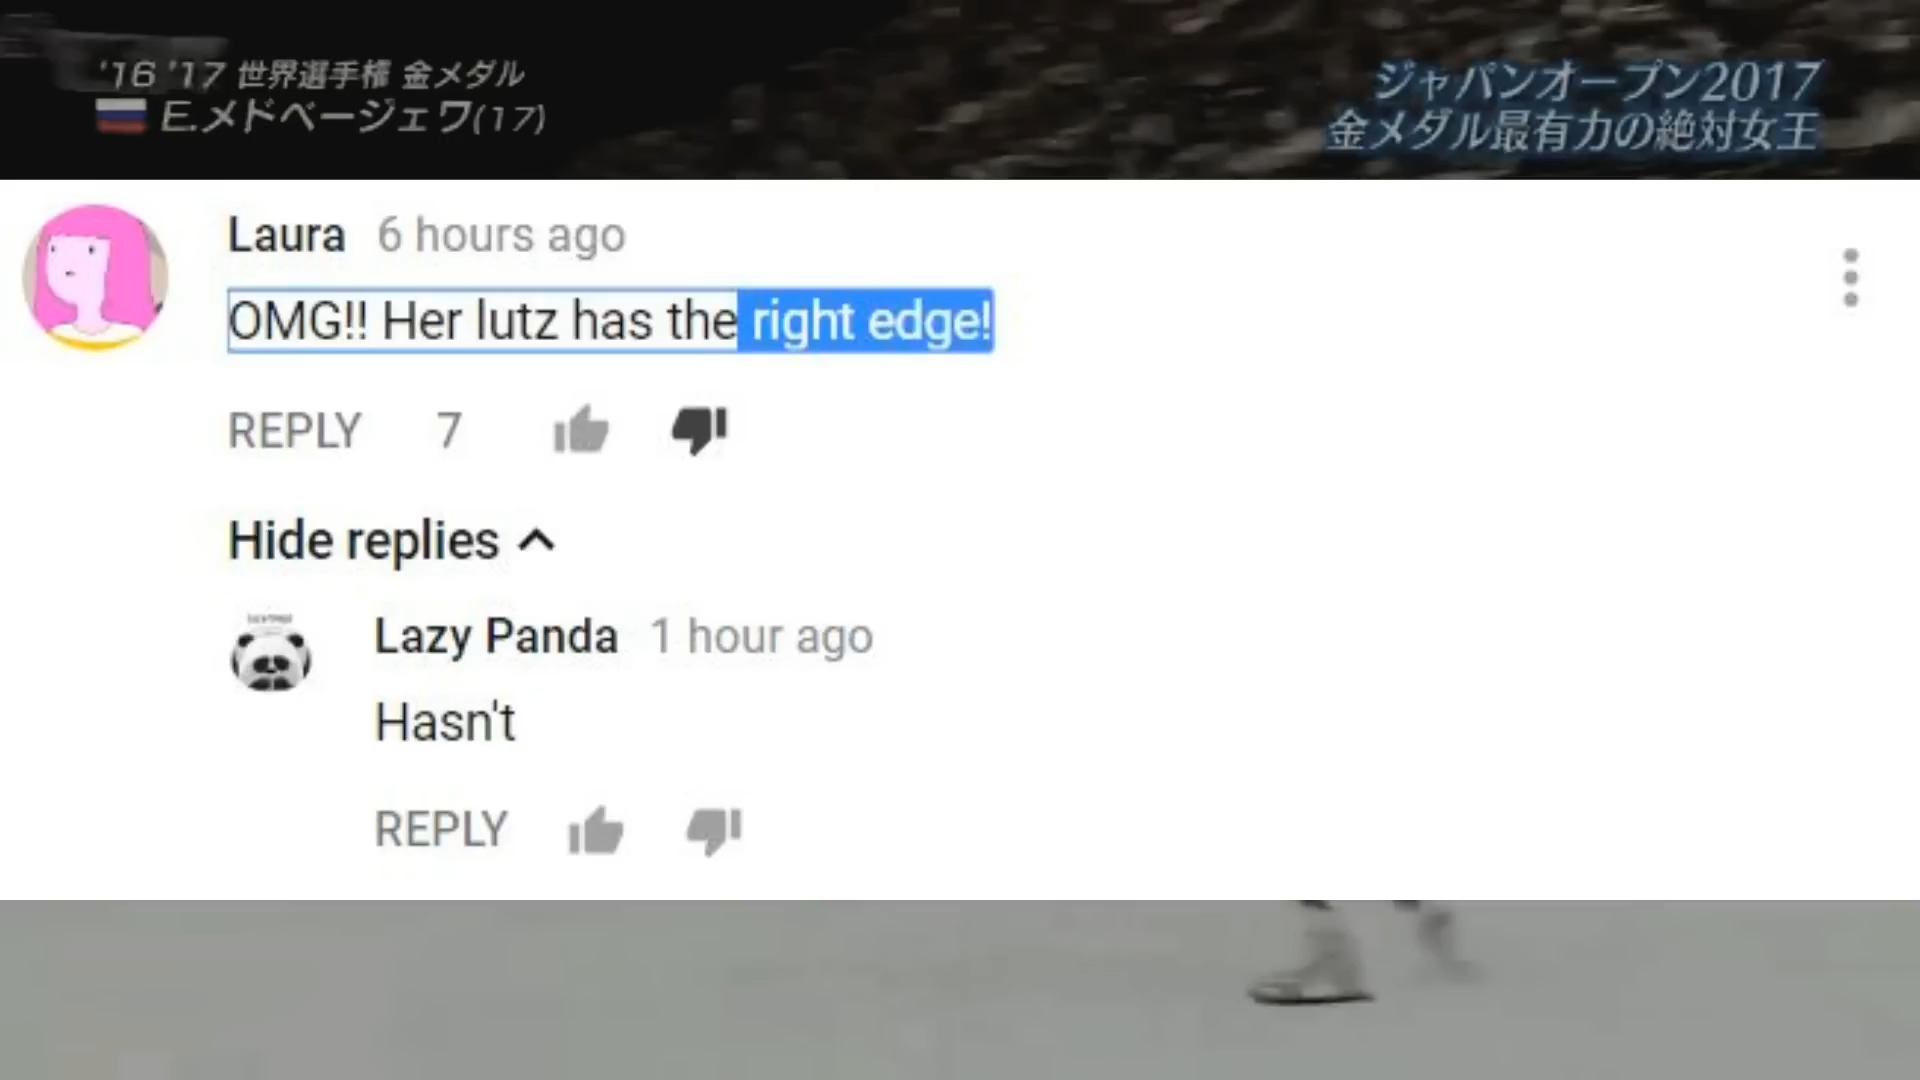 '16 '17 世界選手権 金メダル
E.メドベージェワ(17)
ジャパンオープン2017
金メダル最有力の絶対女王
Laura 6 hours ago
OMG!! Her lutz has the right edge!
REPLY 7
Hide replies
Lazy Panda 1 hour ago
Hasn't
REPLY